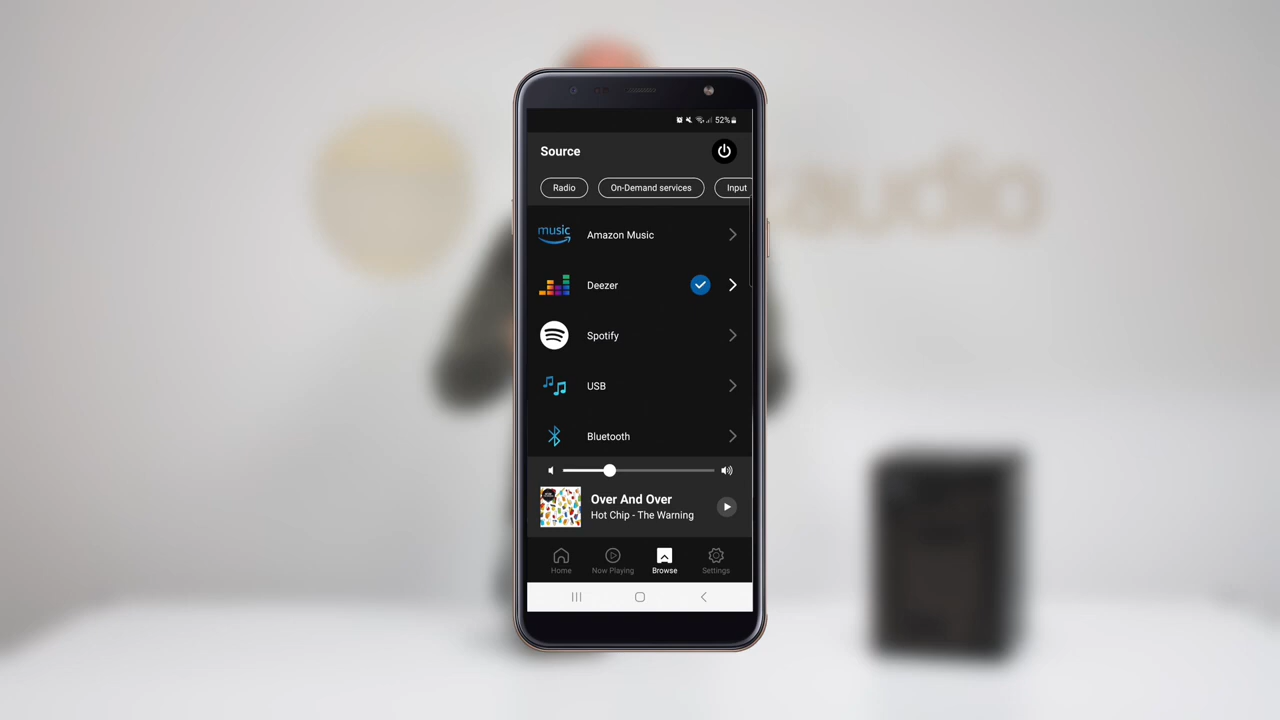 52%
Source
Radio
On-Demand services
Input
music
Amazon Music
Deezer
Spotify
USB
Bluetooth
Over And Over
Hot Chip - The Warning
Home
Now Playing
Browse
Settings
audio